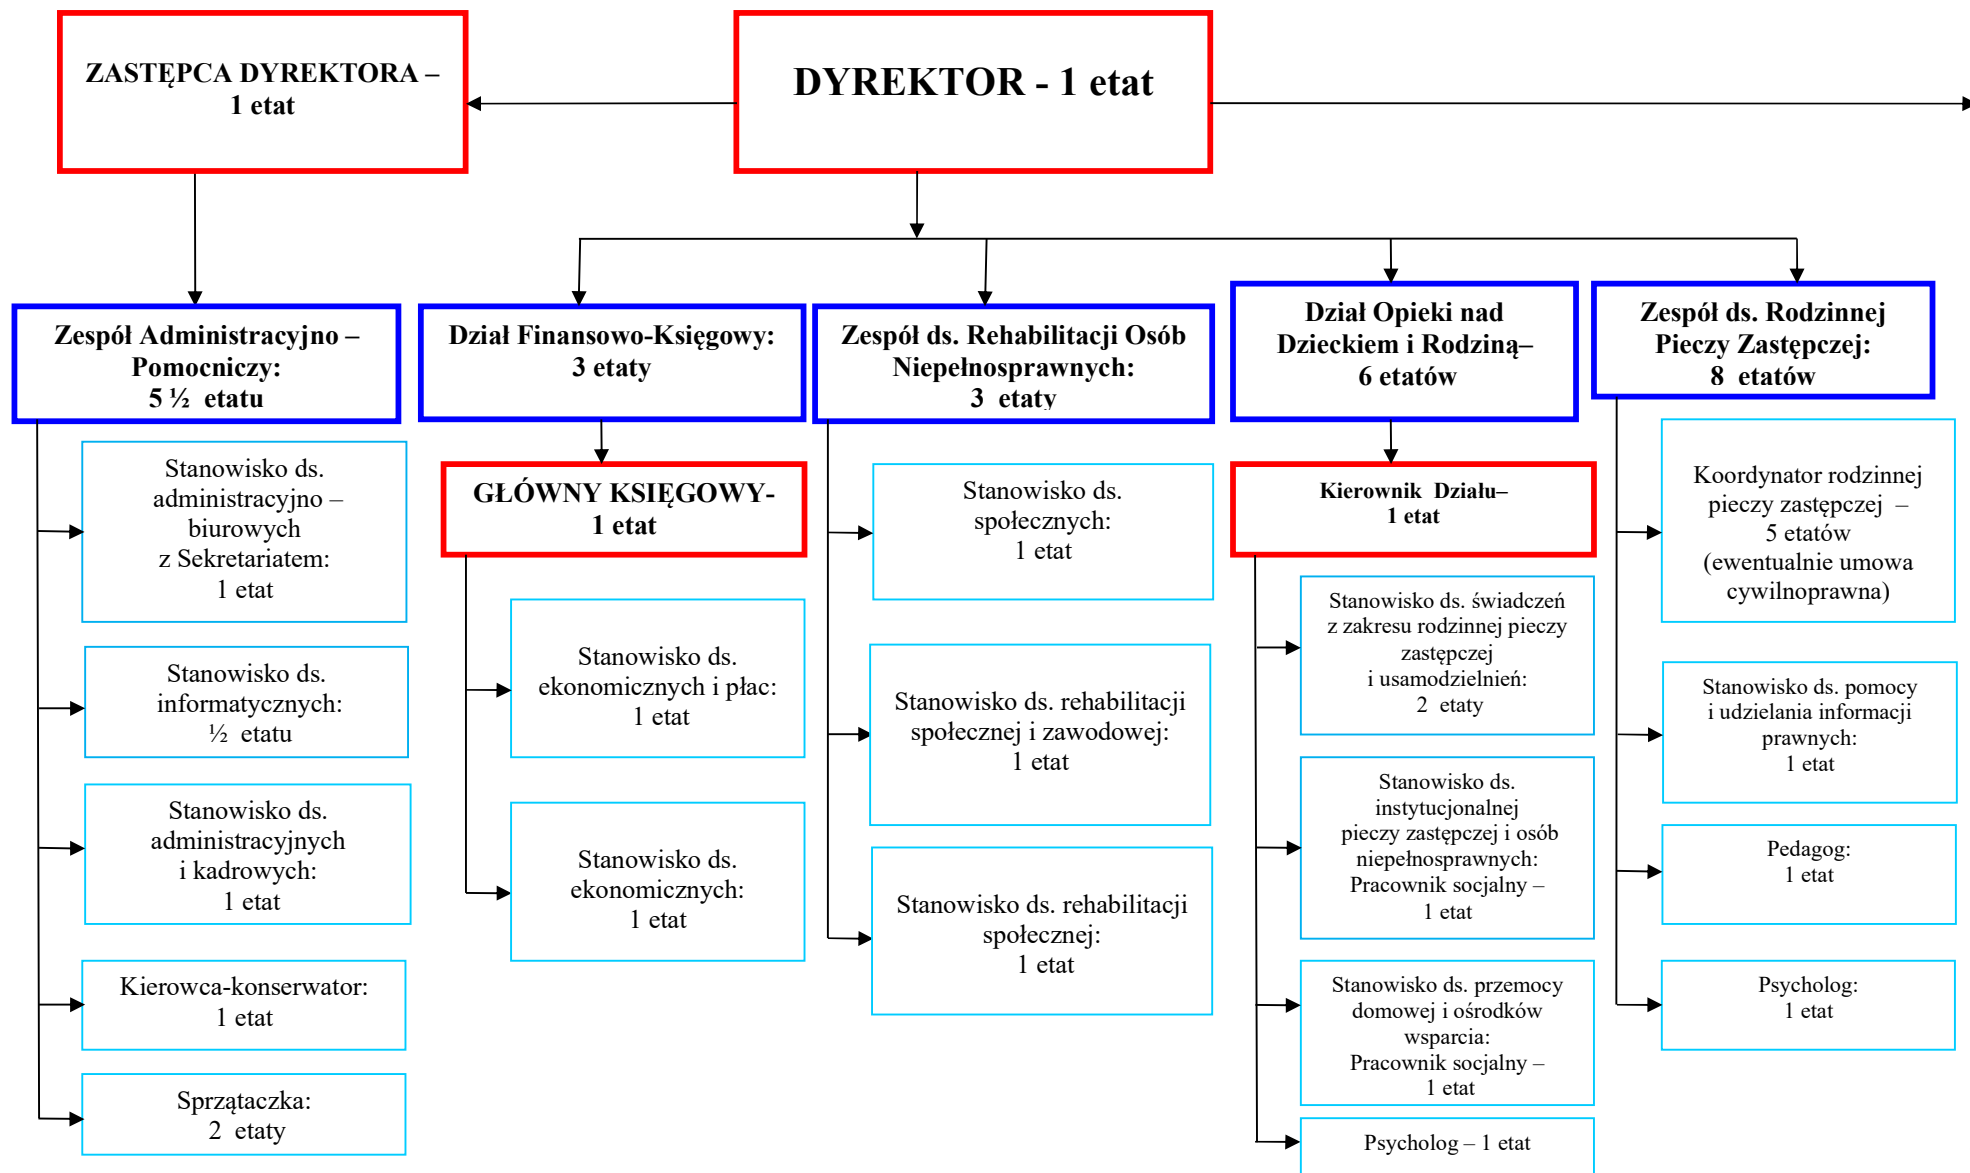 ZASTĘPCA DYREKTORA –
1 etat
DYREKTOR - 1 etat
Zespół Administracyjno –
Pomocniczy:
5 ½ etatu
Stanowisko ds.
administracyjno –
biurowych
z Sekretariatem:
1 etat
Stanowisko ds.
informatycznych:
½ etatu
Stanowisko ds.
administracyjnych
i kadrowych:
1 etat
Kierowca-konserwator:
1 etat
Sprzątaczka:
2 etaty
Dział Finansowo-Księgowy:
3 etaty
GŁÓWNY KSIĘGOWY-
1 etat
Stanowisko ds.
ekonomicznych i płac:
1 etat
Stanowisko ds.
ekonomicznych:
1 etat
Zespół ds. Rehabilitacji Osób
Niepełnosprawnych:
3 etaty
Stanowisko ds.
społecznych:
1 etat
Stanowisko ds. rehabilitacji
społecznej i zawodowej:
1 etat
Stanowisko ds. rehabilitacji
społecznej:
1 etat
Dział Opieki nad
Dzieckiem i Rodziną–
6 etatów
Kierownik Działu–
1 etat
Stanowisko ds. świadczeń
z zakresu rodzinnej pieczy
zastępczej
i usamodzielnień:
2 etaty
Stanowisko ds.
instytucjonalnej
pieczy zastępczej i osób
niepełnosprawnych:
Pracownik socjalny –
1 etat
Stanowisko ds. przemocy
domowej i ośrodków
wsparcia:
Pracownik socjalny –
1 etat
Psycholog – 1 etat
Zespół ds. Rodzinnej
Pieczy Zastępczej:
8 etatów
Koordynator rodzinnej
pieczy zastępczej –
5 etatów
(ewentualnie umowa
cywilnoprawna)
Stanowisko ds. pomocy
i udzielania informacji
prawnych:
1 etat
Pedagog:
1 etat
Psycholog:
1 etat